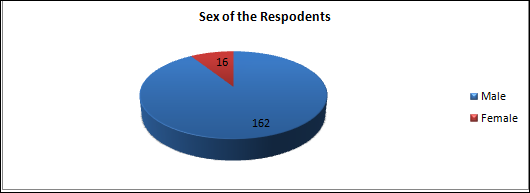 Sex of the Respodents
16
162
Male
Female